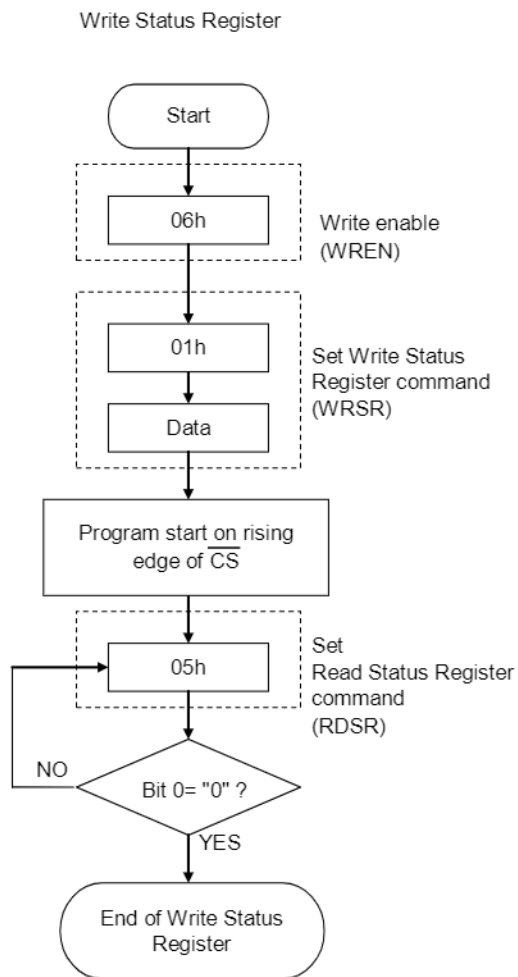 Write Status Register
Start
06h
Write enable
(WREN)
01h
Set Write Status
Register command
(WRSR)
Data
Program start on rising
edge of C̅S̅
05h
Set
Read Status Register
command
(RDSR)
NO
Bit 0= "0" ?
YES
End of Write Status
Register